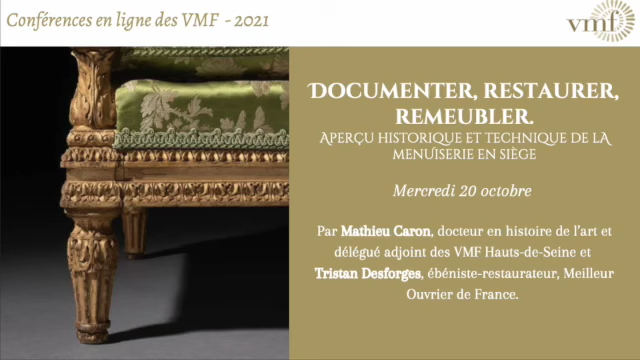 Conférences en ligne des VMF - 2021
vmf
Documenter, restaurer,
remeubler.
Aperçu historique et technique de la
menuiserie en siège
Mercredi 20 octobre
Par Mathieu Caron, docteur en histoire de l'art et
délégué adjoint des VMF Hauts-de-Seine et
Tristan Desforges, ébéniste-restaurateur, Meilleur
Ouvrier de France.